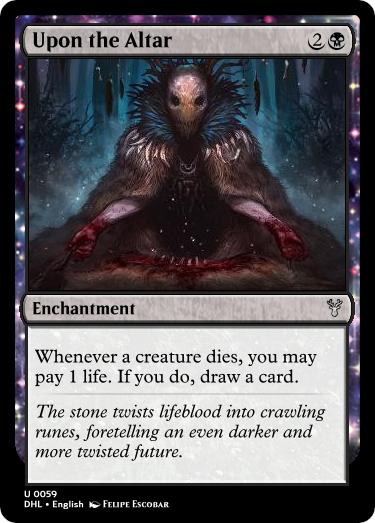 Upon the Altar 2
Enchantment
Whenever a creature dies, you may
pay 1 life. If you do, draw a card.
The stone twists lifeblood into crawling
runes, foretelling an even darker and
more twisted future.
U 0059
DHL • English Felipe Escobar